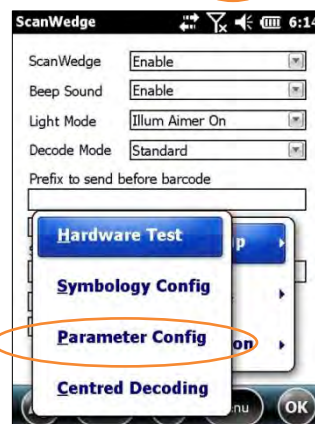 ScanWedge 6:14
ScanWedge Enable
Beep Sound Enable
Light Mode Illum Aimer On
Decode Mode Standard
Prefix to send before barcode
Hardware Test
Symbology Config
Parameter Config
Centred Decoding
OK